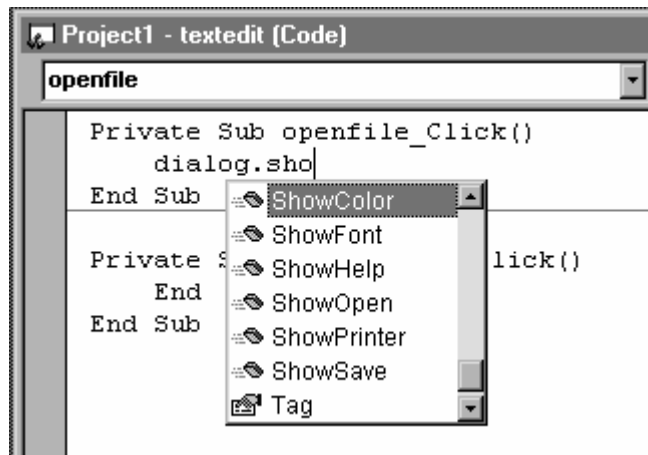 Project1 - textedit (Code)
openfile
Private Sub openfile_Click()
dialog.sho
End Sub
ShowColor
ShowFont
ShowHelp
ShowOpen
ShowPrinter
ShowSave
Tag
Private S lick()
End
End Sub